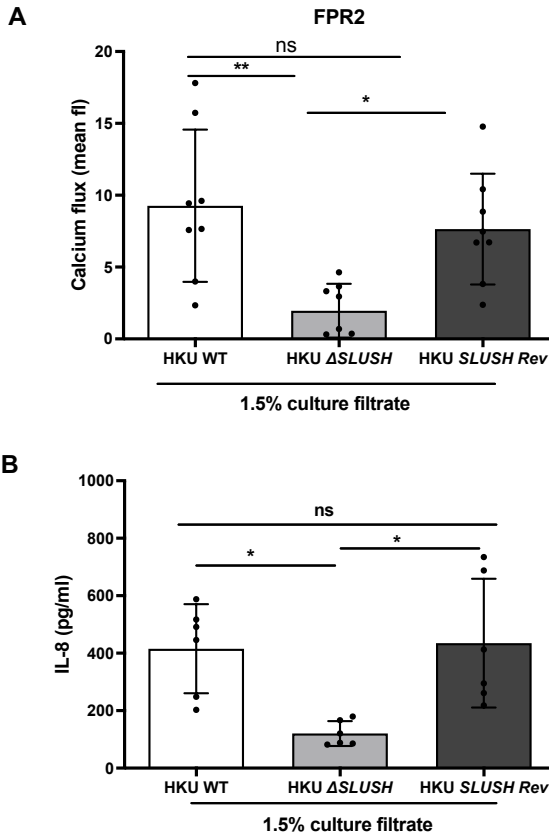 A
FPR2
ns
**
*
20
15
10
5
0
Calcium flux (mean fl)
HKU WT
HKU ΔSLUSH
HKU SLUSH Rev
1.5% culture filtrate
B
ns
*
*
1000
800
600
400
200
0
IL-8 (pg/ml)
HKU WT
HKU ΔSLUSH
HKU SLUSH Rev
1.5% culture filtrate